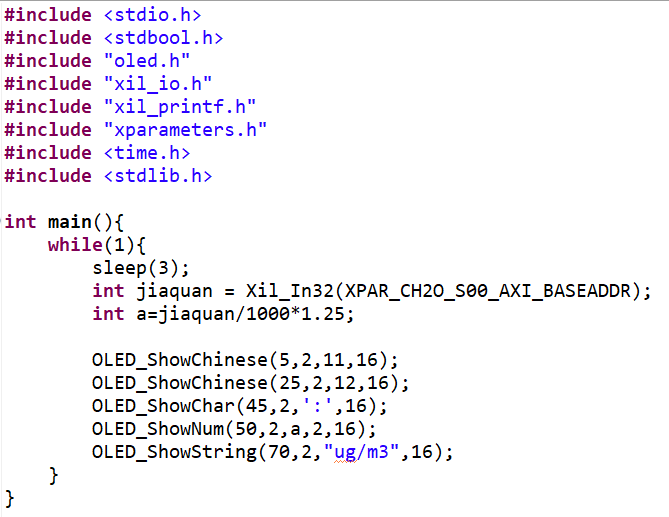 #include <stdio.h>
#include <stdbool.h>
#include "oled.h"
#include "xil_io.h"
#include "xil_printf.h"
#include "xparameters.h"
#include <time.h>
#include <stdlib.h>
int main(){
while(1){
sleep(3);
int jiaquan = Xil_In32(XPAR_CH2O_S00_AXI_BASEADDR);
int a=jiaquan/1000*1.25;
OLED_ShowChinese(5,2,11,16);
OLED_ShowChinese(25,2,12,16);
OLED_ShowChar(45,2,':',16);
OLED_ShowNum(50,2,a,2,16);
OLED_ShowString(70,2,"ug/m3",16);
}
}